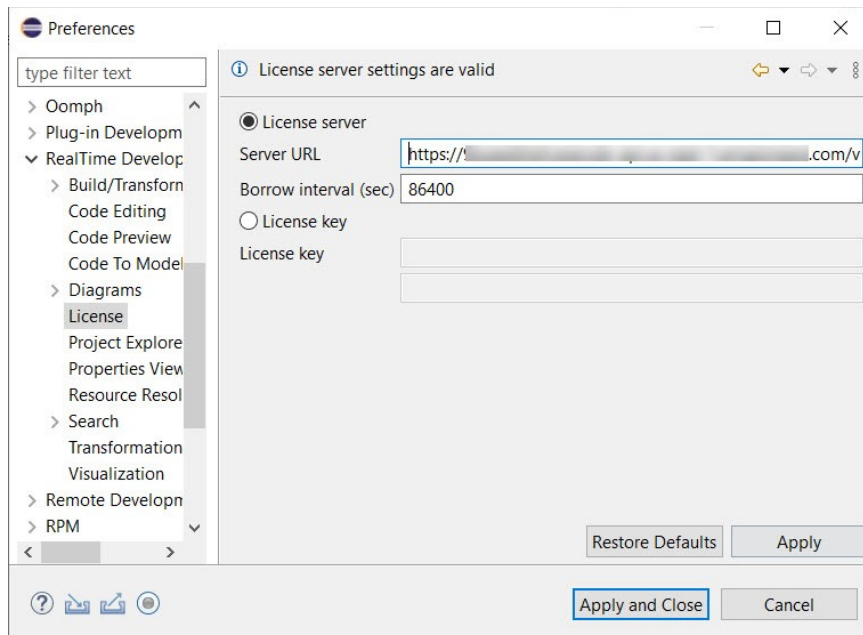 Preferences
type filter text
Oomph
Plug-in Developm
RealTime Develop
Build/Transforn
Code Editing
Code Preview
Code To Model
Diagrams
License
Project Explore
Properties View
Resource Resol
Search
Transformation
Visualization
Remote Developm
RPM
License server settings are valid
License server
Server URL
https:// .com/v
Borrow interval (sec)
86400
License key
License key
Restore Defaults
Apply
Apply and Close
Cancel